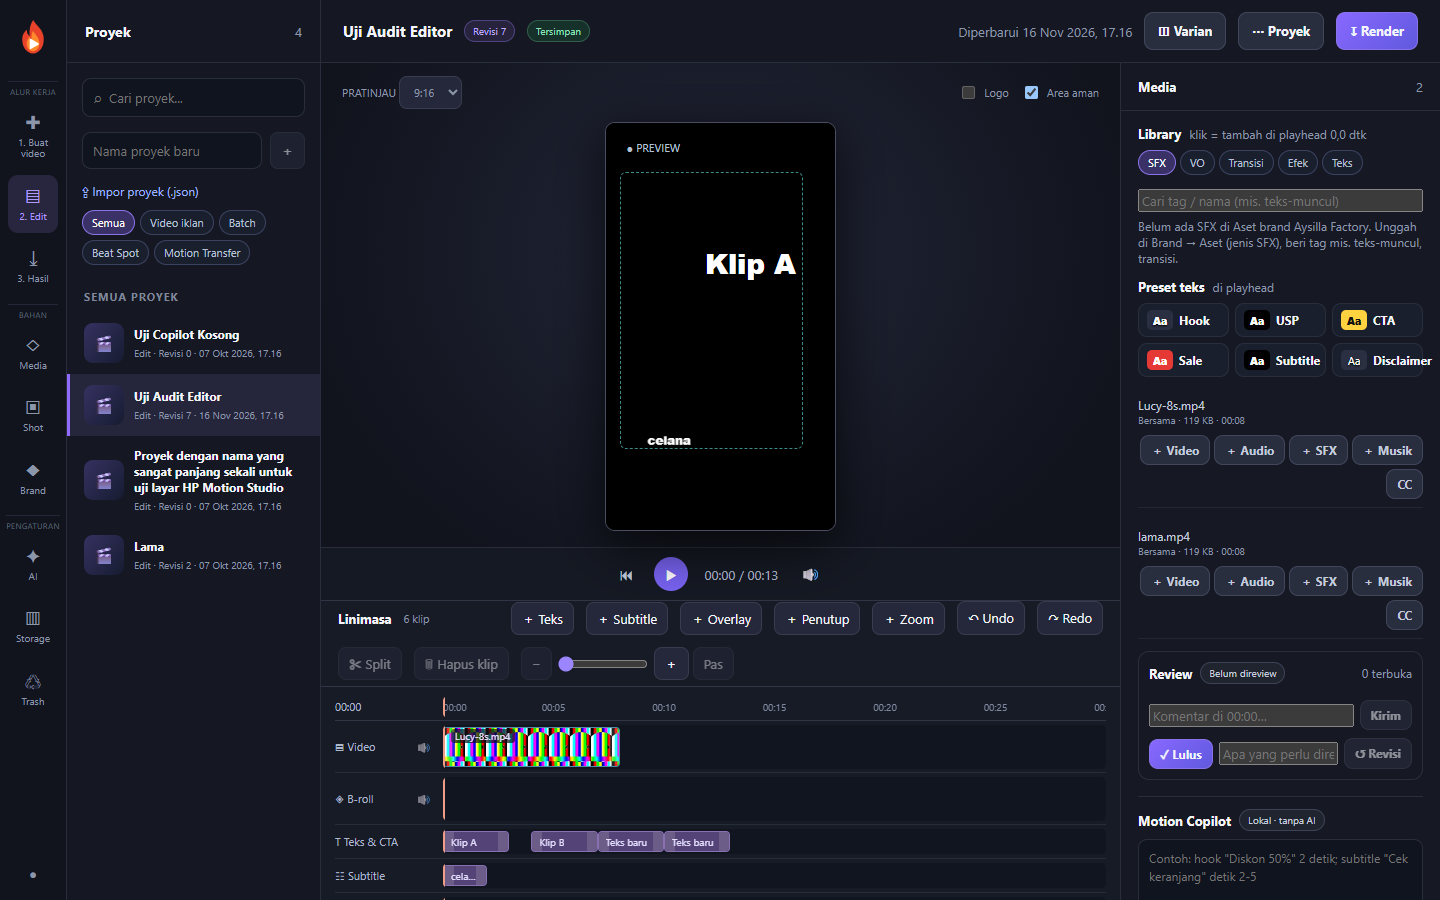 ALUR KERJA
1. Buat video
2. Edit
3. Hasil
BAHAN
Media
Shot
Brand
PENGATURAN
AI
Storage
Trash
Proyek 4
Cari proyek...
Nama proyek baru +
Impor proyek (.json)
Semua Video iklan Batch
Beat Spot Motion Transfer
SEMUA PROYEK
Uji Copilot Kosong
Edit · Revisi 0 · 07 Okt 2026, 17.16
Uji Audit Editor
Edit · Revisi 7 · 16 Nov 2026, 17.16
Proyek dengan nama yang
sangat panjang sekali untuk
uji layar HP Motion Studio
Edit · Revisi 0 · 07 Okt 2026, 17.16
Lama
Edit · Revisi 2 · 07 Okt 2026, 17.16
Uji Audit Editor Revisi 7 Tersimpan Diperbarui 16 Nov 2026, 17.16 Varian ··· Proyek Render
PRATINJAU 9:16 Logo Area aman
● PREVIEW
Klip A
celana
00:00 / 00:13
Linimasa 6 klip + Teks + Subtitle + Overlay + Penutup + Zoom Undo Redo
Split Hapus klip − + Pas
00:00 00:00 00:05 00:10 00:15 00:20 00:25 00:
Video Lucy-8s.mp4
B-roll
T Teks & CTA Klip A Klip B Teks baru Teks baru
Subtitle cela...
Media 2
Library klik = tambah di playhead 0,0 dtk
SFX VO Transisi Efek Teks
Cari tag / nama (mis. teks-muncul)
Belum ada SFX di Aset brand Aysilla Factory. Unggah
di Brand → Aset (jenis SFX), beri tag mis. teks-muncul,
transisi.
Preset teks di playhead
Aa Hook Aa USP Aa CTA
Aa Sale Aa Subtitle Aa Disclaimer
Lucy-8s.mp4
Bersama · 119 KB · 00:08
+ Video + Audio + SFX + Musik
CC
lama.mp4
Bersama · 119 KB · 00:08
+ Video + Audio + SFX + Musik
CC
Review Belum direview 0 terbuka
Komentar di 00:00... Kirim
✓ Lulus Apa yang perlu dire ↺ Revisi
Motion Copilot Lokal · tanpa AI
Contoh: hook "Diskon 50%" 2 detik; subtitle "Cek
keranjang" detik 2-5